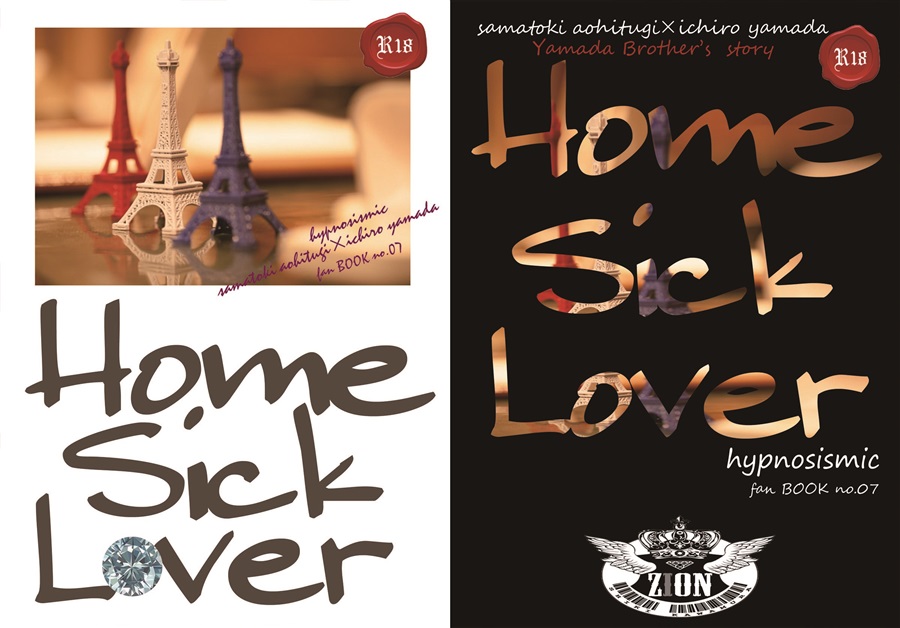 R18
hypnosismic
samatoki aohitugi×ichiro yamada
fan BOOK no.07
Home
Sick
Lover
samatoki aohitugi×ichiro yamada
Yamada Brother's story
R18
Home
Sick
Lover
hypnosismic
fan BOOK no.07
ZION